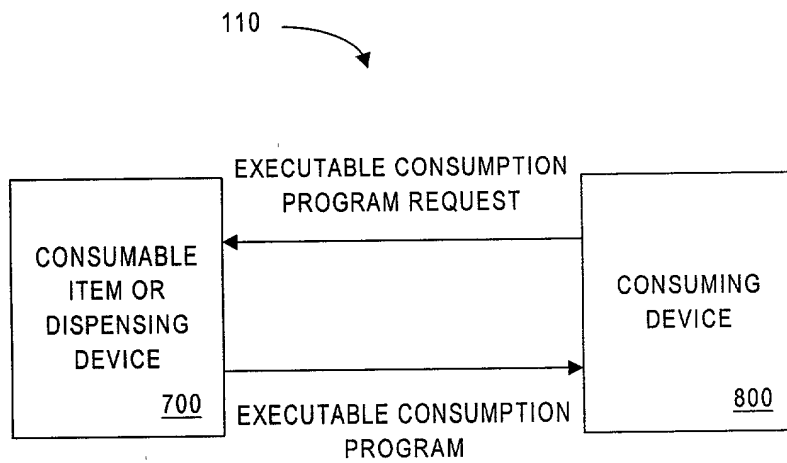 110
EXECUTABLE CONSUMPTION
PROGRAM REQUEST
CONSUMABLE
ITEM OR
DISPENSING
DEVICE
700
CONSUMING
DEVICE
800
EXECUTABLE CONSUMPTION
PROGRAM